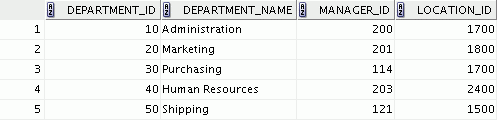 DEPARTMENT_ID DEPARTMENT_NAME MANAGER_ID LOCATION_ID
1 10 Administration 200 1700
2 20 Marketing 201 1800
3 30 Purchasing 114 1700
4 40 Human Resources 203 2400
5 50 Shipping 121 1500